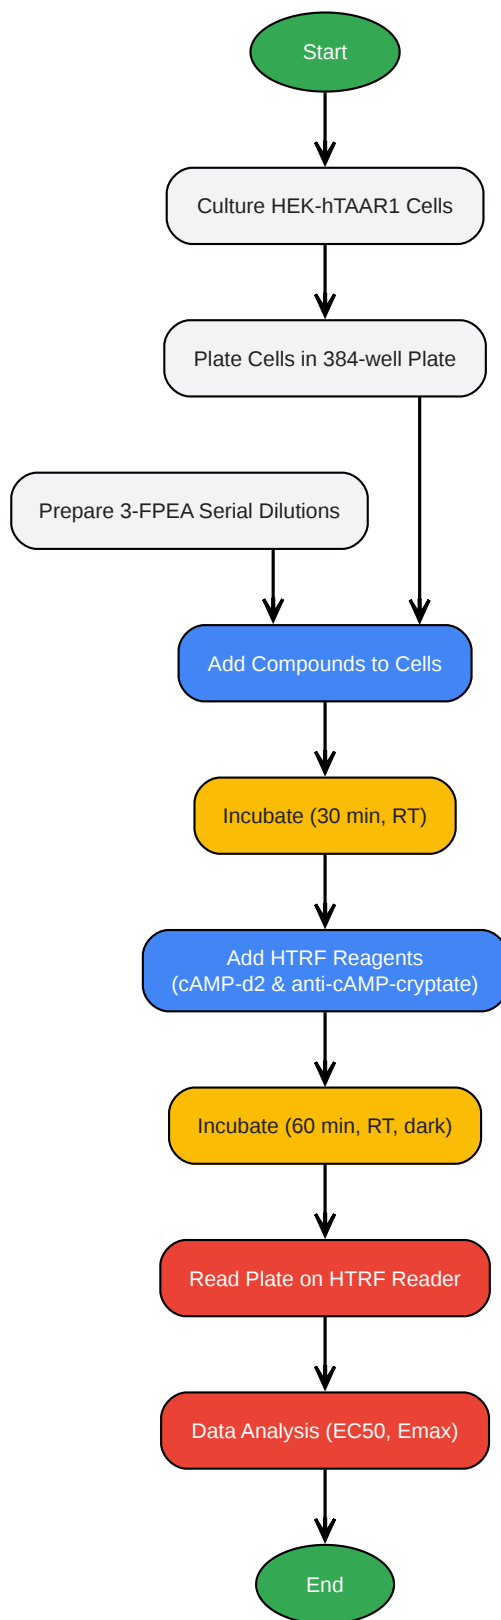 Start
Culture HEK-hTAAR1 Cells
Plate Cells in 384-well Plate
Prepare 3-FPEA Serial Dilutions
Add Compounds to Cells
Incubate (30 min, RT)
Add HTRF Reagents
(cAMP-d2 & anti-cAMP-cryptate)
Incubate (60 min, RT, dark)
Read Plate on HTRF Reader
Data Analysis (EC50, Emax)
End